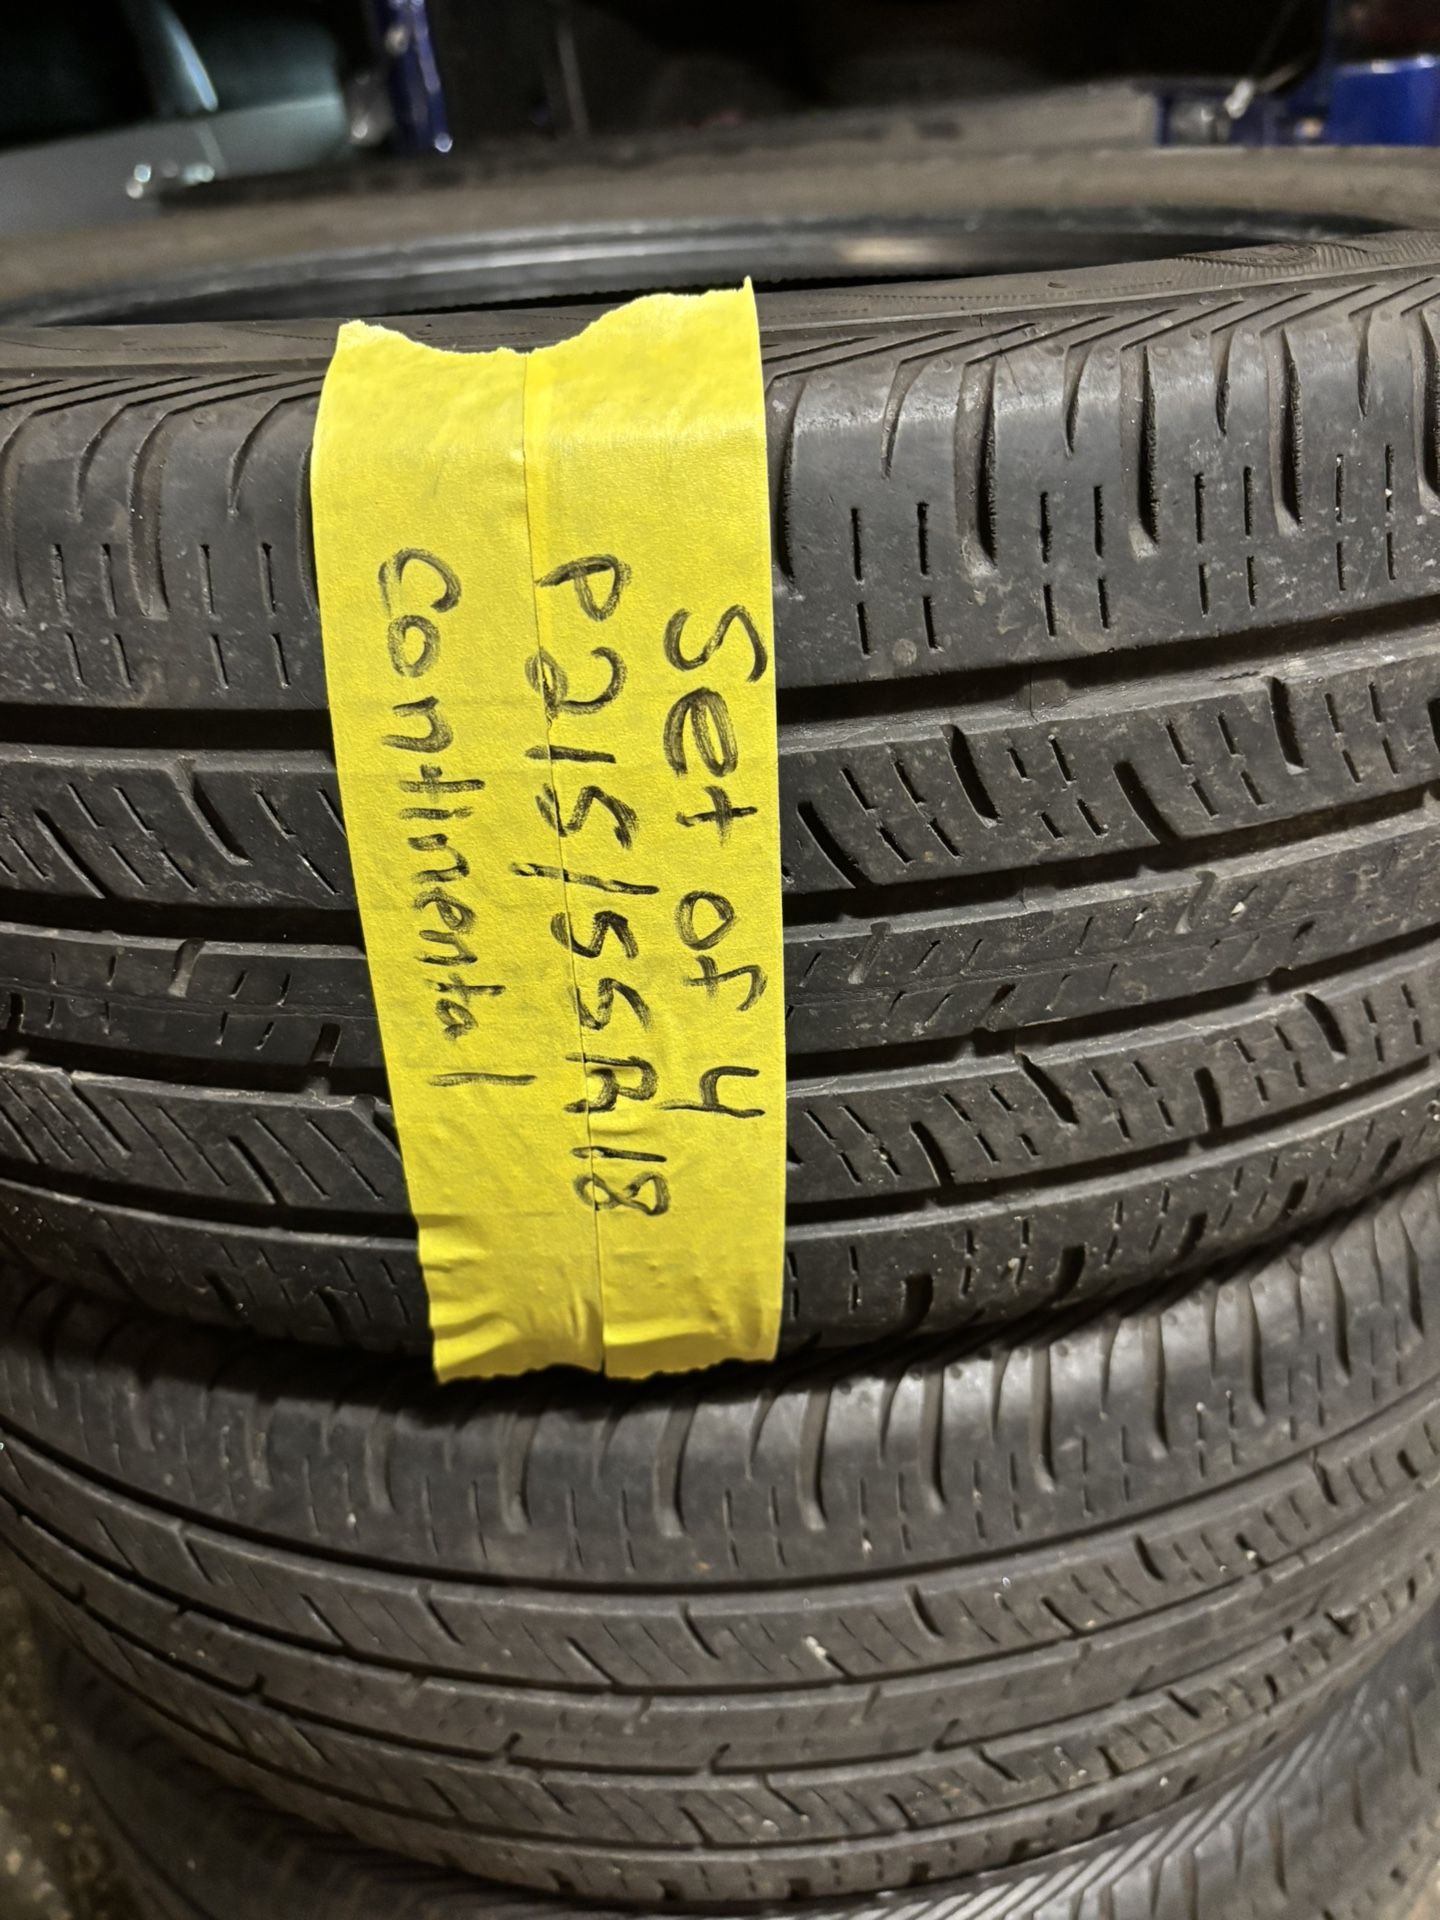 Set of 4
P215/55R18
Continental